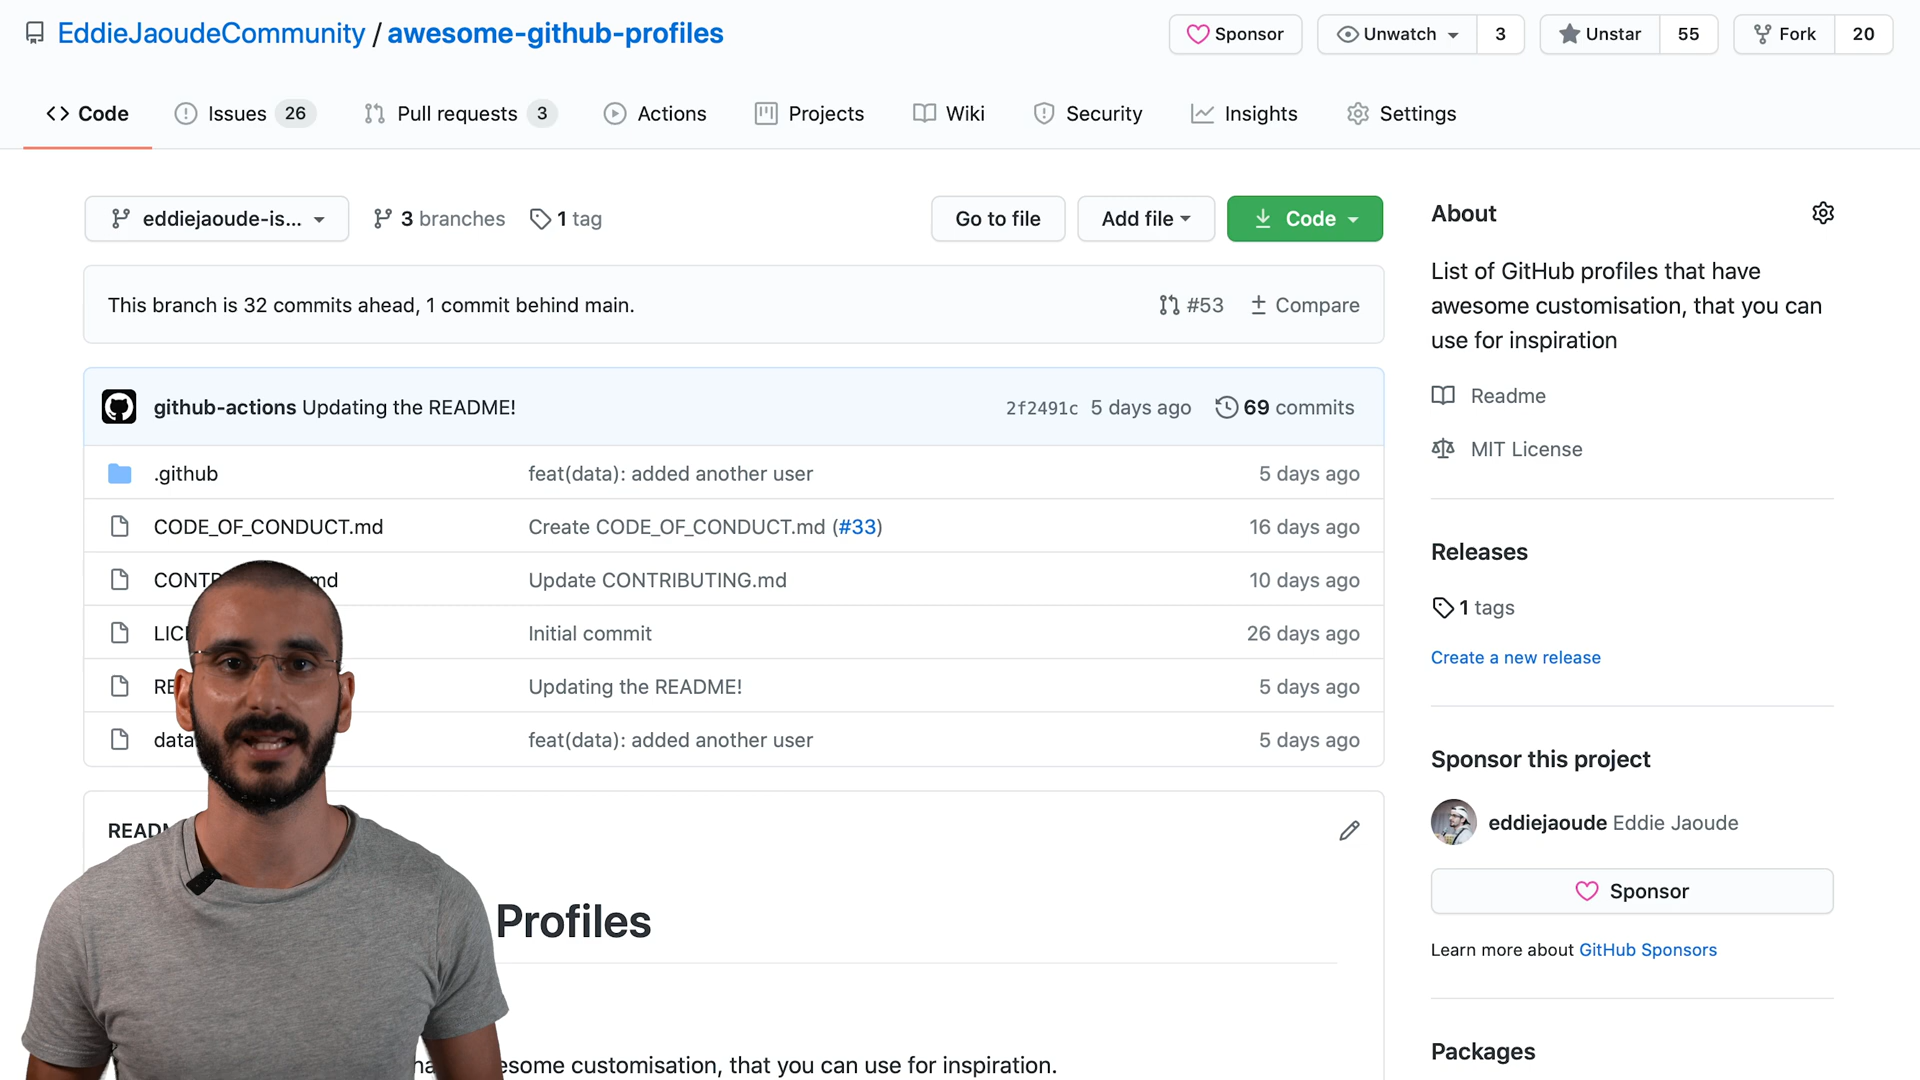 EddieJaoudeCommunity / awesome-github-profiles
Sponsor
Unwatch 3
Unstar 55
Fork 20
Code
Issues 26
Pull requests 3
Actions
Projects
Wiki
Security
Insights
Settings
eddiejaoude-is...
3 branches
1 tag
Go to file
Add file
Code
This branch is 32 commits ahead, 1 commit behind main.
#53
Compare
github-actions Updating the README!
2f2491c 5 days ago
69 commits
.github feat(data): added another user 5 days ago
CODE_OF_CONDUCT.md Create CODE_OF_CONDUCT.md (#33) 16 days ago
Update CONTRIBUTING.md 10 days ago
Initial commit 26 days ago
Updating the README! 5 days ago
data feat(data): added another user 5 days ago
Profiles
customisation, that you can use for inspiration.
About
List of GitHub profiles that have
awesome customisation, that you can
use for inspiration
Readme
MIT License
Releases
1 tags
Create a new release
Sponsor this project
eddiejaoude Eddie Jaoude
Sponsor
Learn more about GitHub Sponsors
Packages